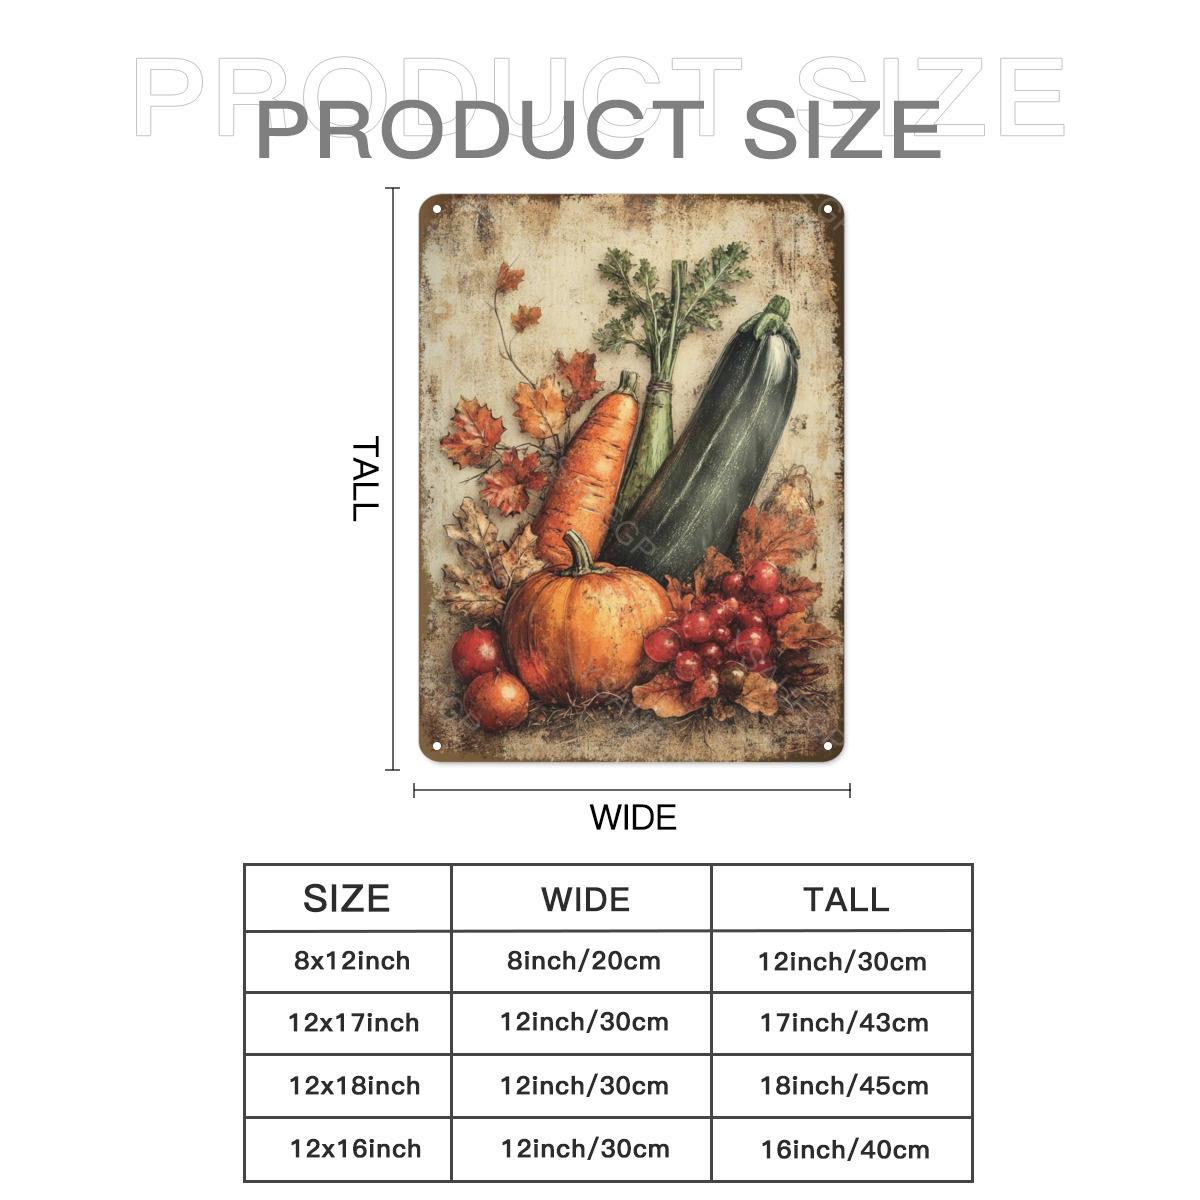 PRODUCT SIZE
PRODUCT SIZE
TALL
WIDE
SIZE WIDE TALL
8x12inch 8inch/20cm 12inch/30cm
12x17inch 12inch/30cm 17inch/43cm
12x18inch 12inch/30cm 18inch/45cm
12x16inch 12inch/30cm 16inch/40cm